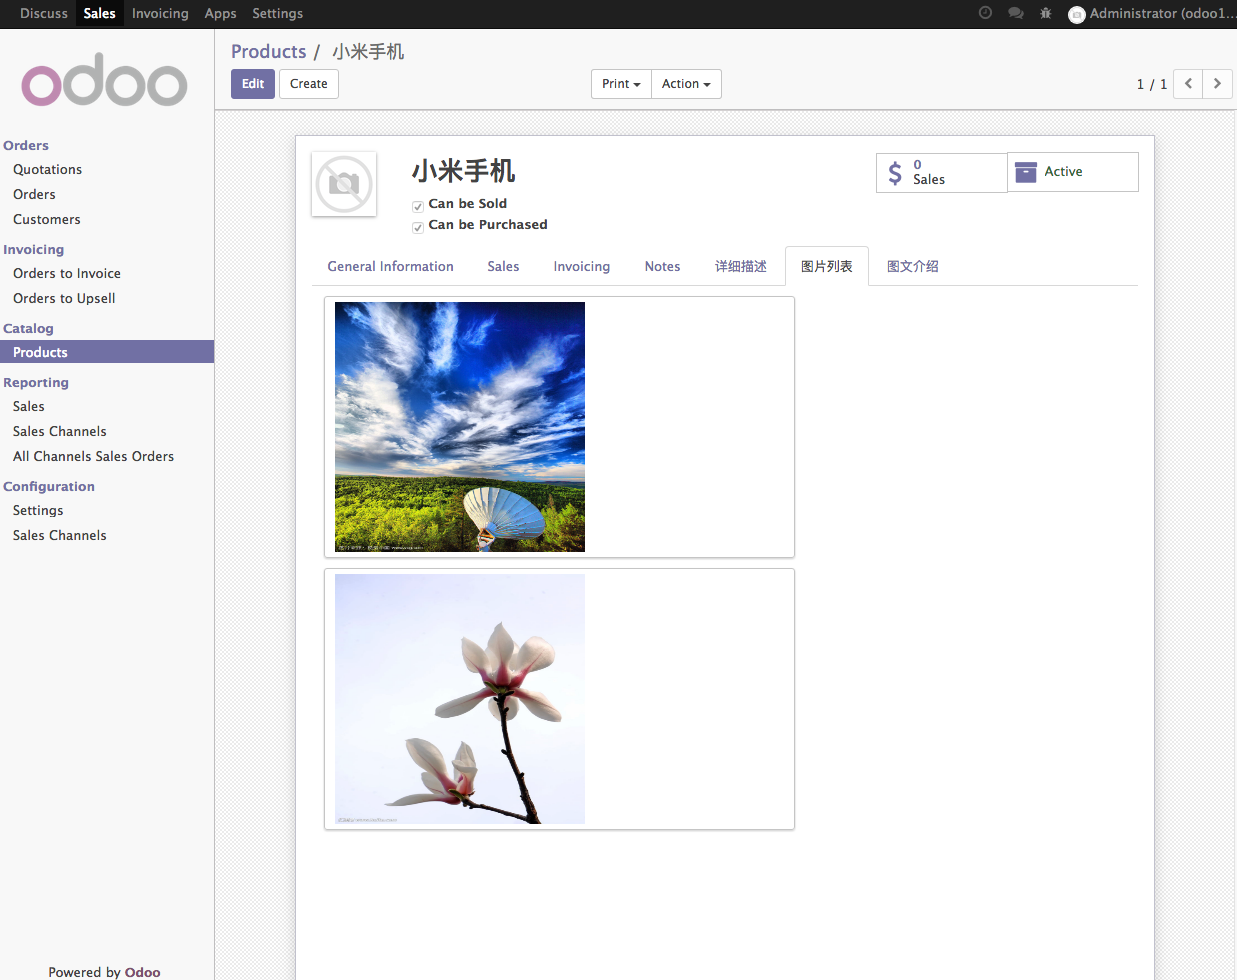 Discuss Sales Invoicing Apps Settings Administrator (odoo1...
odoo
Products / 小米手机
Edit Create Print Action 1 / 1
Orders
Quotations
Orders
Customers
Invoicing
Orders to Invoice
Orders to Upsell
Catalog
Products
Reporting
Sales
Sales Channels
All Channels Sales Orders
Configuration
Settings
Sales Channels
Powered by Odoo
小米手机
Can be Sold
Can be Purchased
0
Sales
Active
General Information Sales Invoicing Notes 详细描述 图片列表 图文介绍